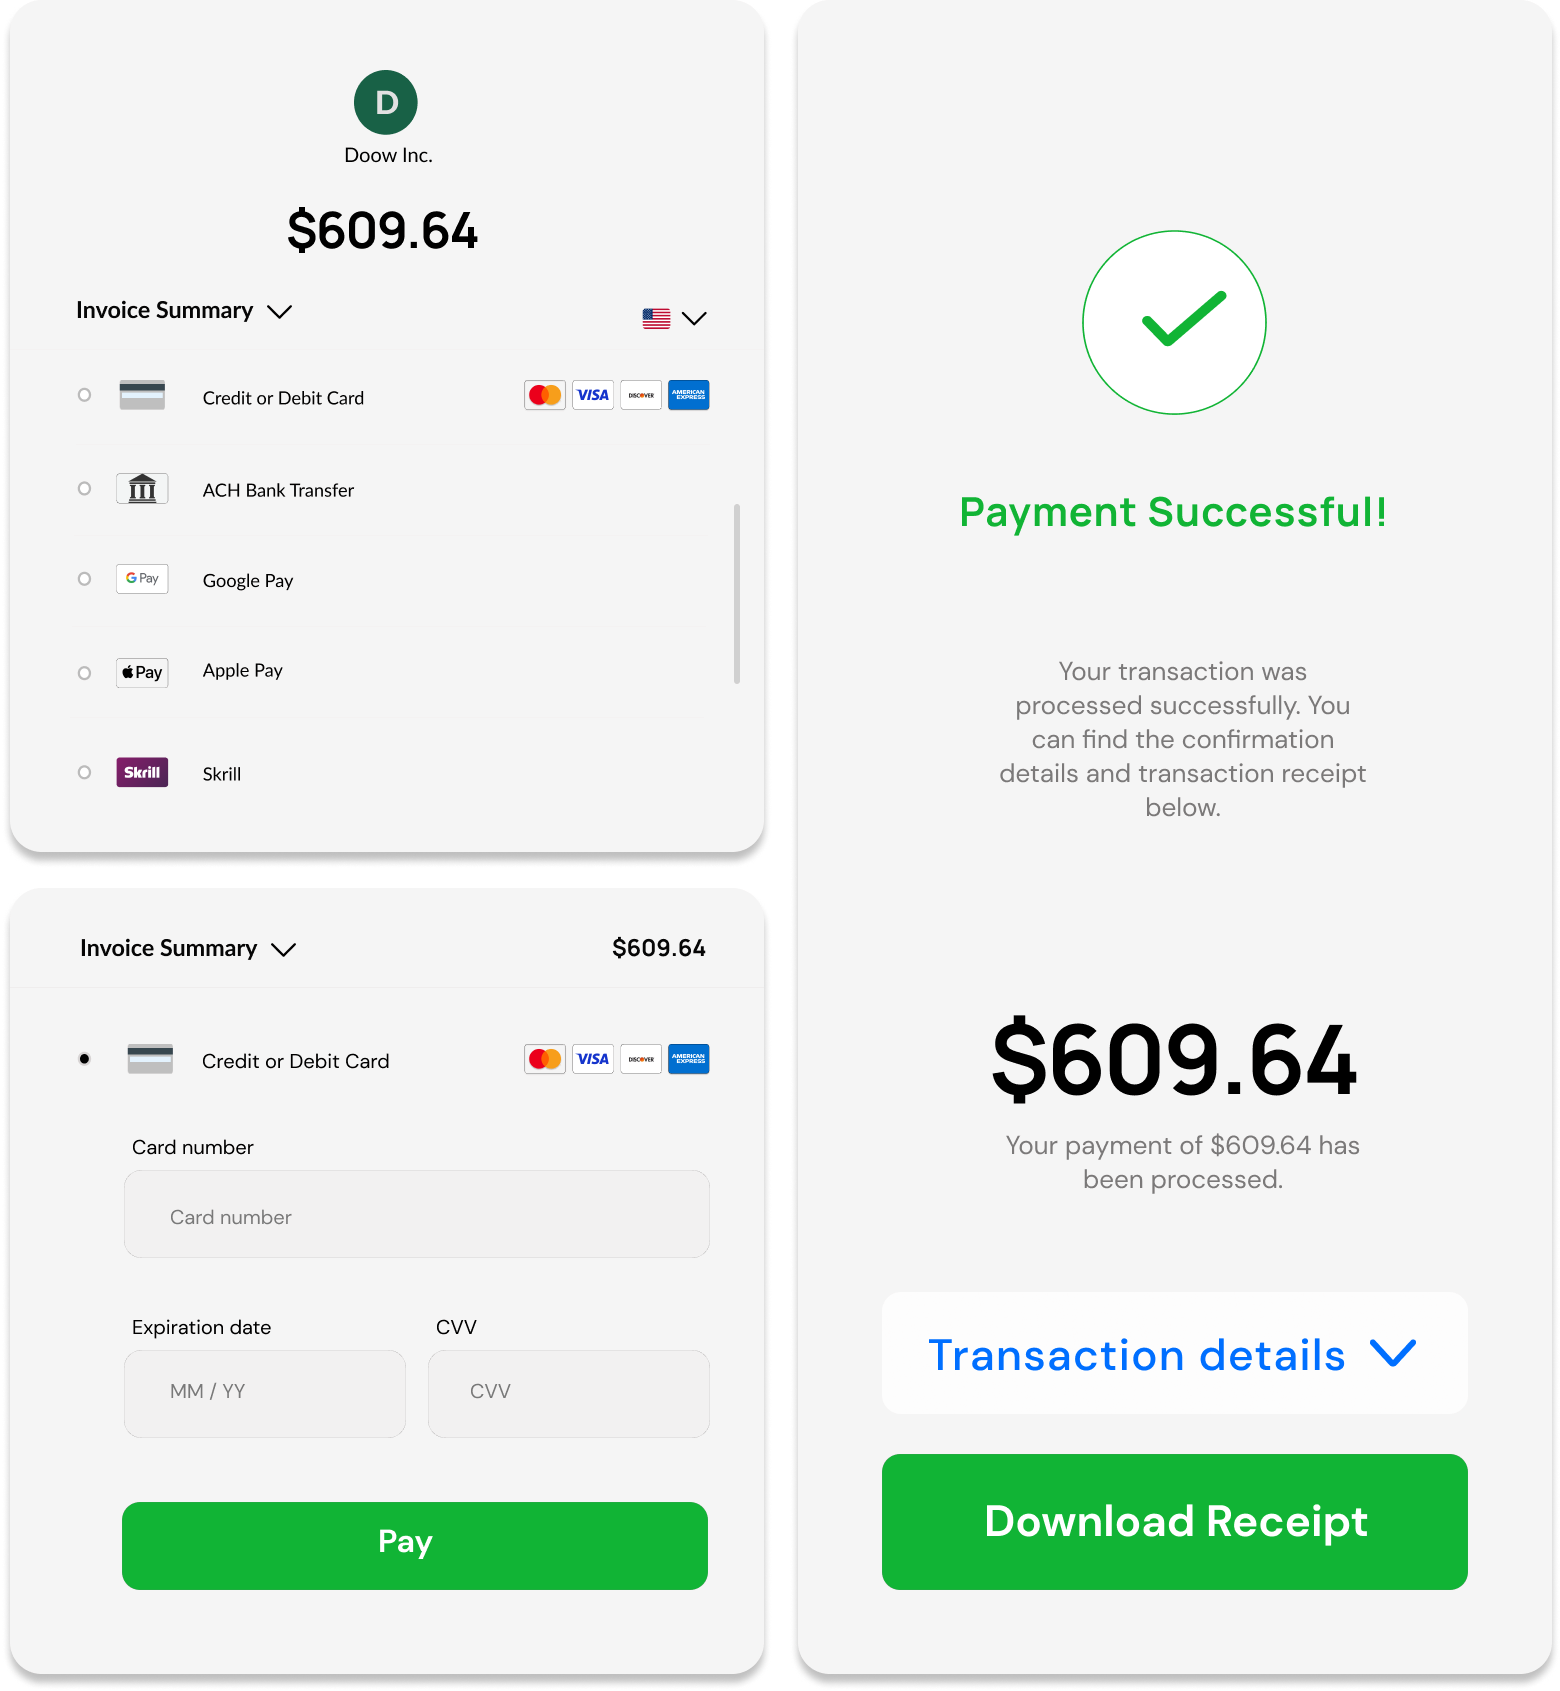 D
Doow Inc.
$609.64
Invoice Summary
Credit or Debit Card
VISA
DISCOVER
AMERICAN
EXPRESS
ACH Bank Transfer
G Pay
Google Pay
Pay
Apple Pay
Skrill
Skrill
Invoice Summary
$609.64
Credit or Debit Card
VISA
DISCOVER
AMERICAN
EXPRESS
Card number
Card number
Expiration date
CVV
MM / YY
CVV
Pay
Payment Successful!
Your transaction was
processed successfully. You
can find the confirmation
details and transaction receipt
below.
$609.64
Your payment of $609.64 has
been processed.
Transaction details
Download Receipt